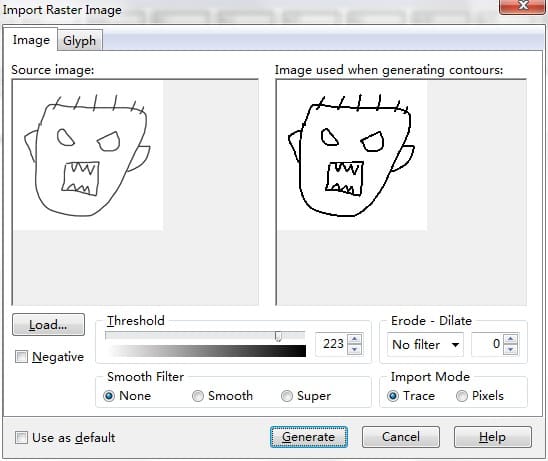 Import Raster Image
Image Glyph
Source image: Image used when generating contours:
Load... Threshold Erode - Dilate
223 No filter 0
Negative
Smooth Filter Import Mode
None Smooth Super Trace Pixels
Use as default Generate Cancel Help